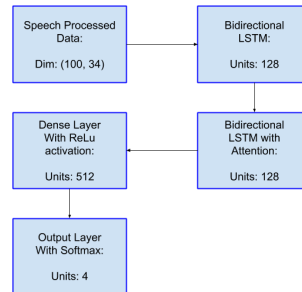 Speech Processed
Data:
Dim: (100, 34)
Bidirectional
LSTM:
Units: 128
Dense Layer
With ReLu
activation:
Units: 512
Bidirectional
LSTM with
Attention:
Units: 128
Output Layer
With Softmax:
Units: 4